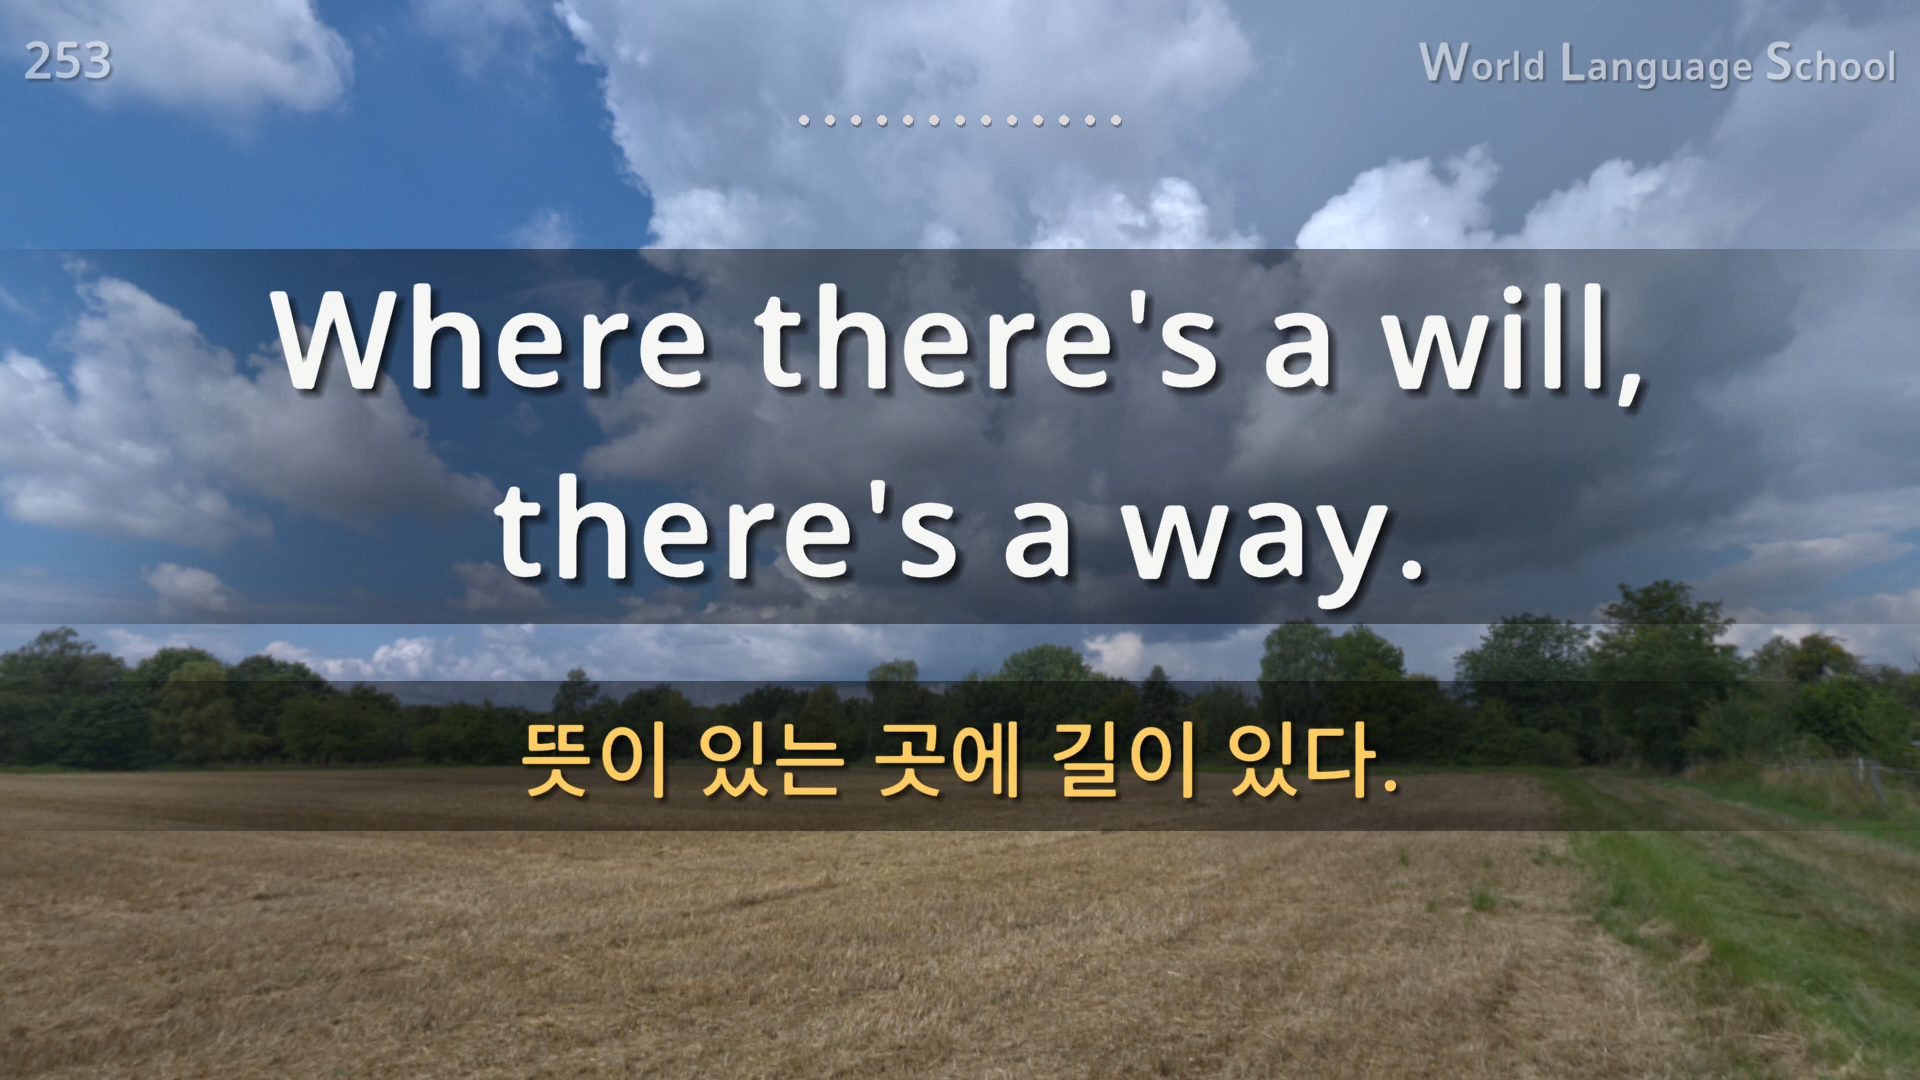 253
World Language School
Where there's a will,
there's a way.
뜻이 있는 곳에 길이 있다.